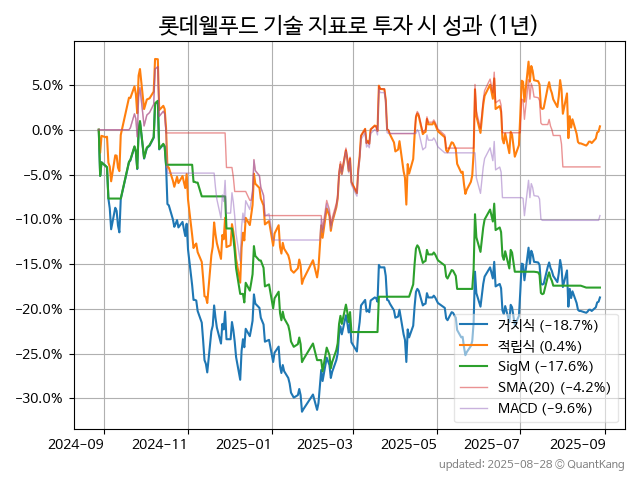 롯데웰푸드 기술 지표로 투자 시 성과 (1년)
5.0%
0.0%
−5.0%
−10.0%
−15.0%
−20.0%
−25.0%
−30.0%
거치식 (−18.7%)
적립식 (0.4%)
SigM (−17.6%)
SMA(20) (−4.2%)
MACD (−9.6%)
2024-09 2024-11 2025-01 2025-03 2025-05 2025-07 2025-09
updated: 2025-08-28 © QuantKang